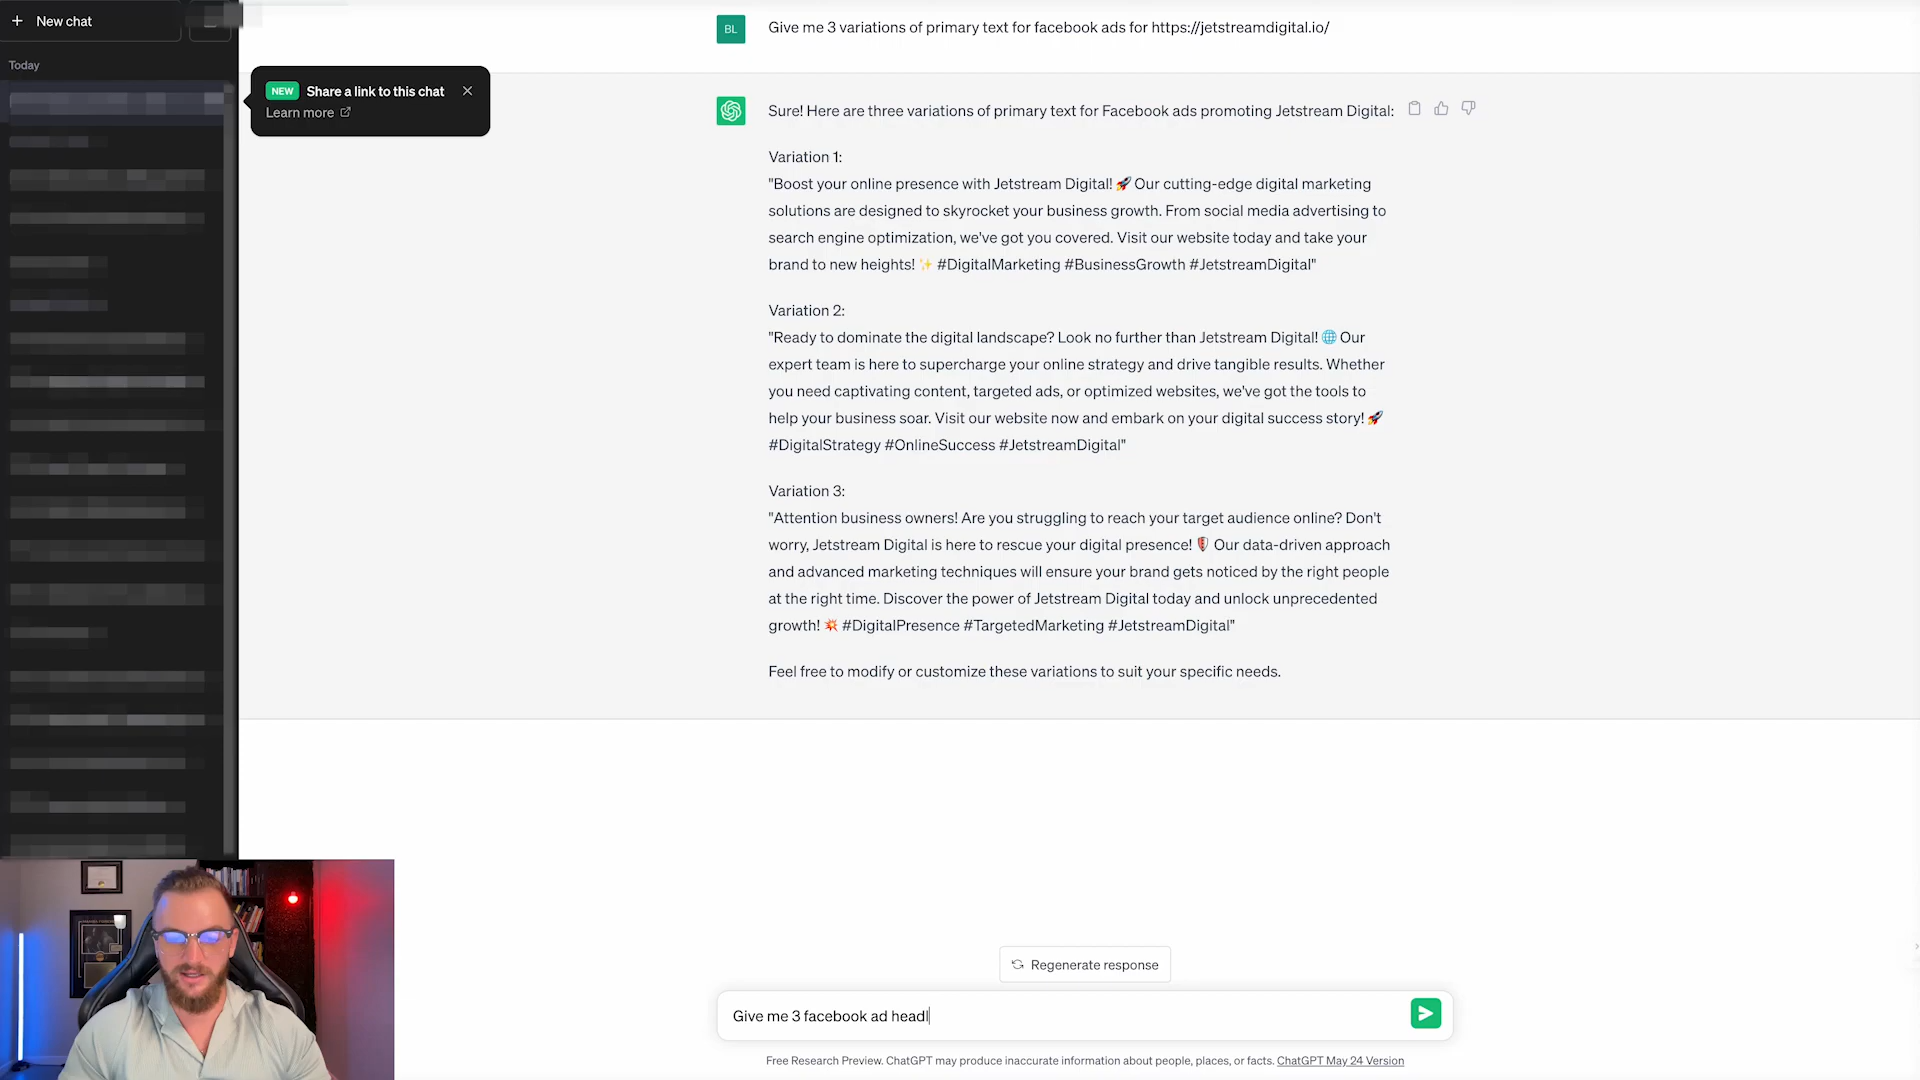 + New chat
Today
NEW Share a link to this chat
Learn more
BL
Give me 3 variations of primary text for facebook ads for https://jetstreamdigital.io/
Sure! Here are three variations of primary text for Facebook ads promoting Jetstream Digital:
Variation 1:
"Boost your online presence with Jetstream Digital! 🚀 Our cutting-edge digital marketing
solutions are designed to skyrocket your business growth. From social media advertising to
search engine optimization, we've got you covered. Visit our website today and take your
brand to new heights! ✨ #DigitalMarketing #BusinessGrowth #JetstreamDigital"
Variation 2:
"Ready to dominate the digital landscape? Look no further than Jetstream Digital! 🌐 Our
expert team is here to supercharge your online strategy and drive tangible results. Whether
you need captivating content, targeted ads, or optimized websites, we've got the tools to
help your business soar. Visit our website now and embark on your digital success story! 🚀
#DigitalStrategy #OnlineSuccess #JetstreamDigital"
Variation 3:
"Attention business owners! Are you struggling to reach your target audience online? Don't
worry, Jetstream Digital is here to rescue your digital presence! 🛡️ Our data-driven approach
and advanced marketing techniques will ensure your brand gets noticed by the right people
at the right time. Discover the power of Jetstream Digital today and unlock unprecedented
growth! 💥 #DigitalPresence #TargetedMarketing #JetstreamDigital"
Feel free to modify or customize these variations to suit your specific needs.
Regenerate response
Give me 3 facebook ad headl
Free Research Preview. ChatGPT may produce inaccurate information about people, places, or facts. ChatGPT May 24 Version